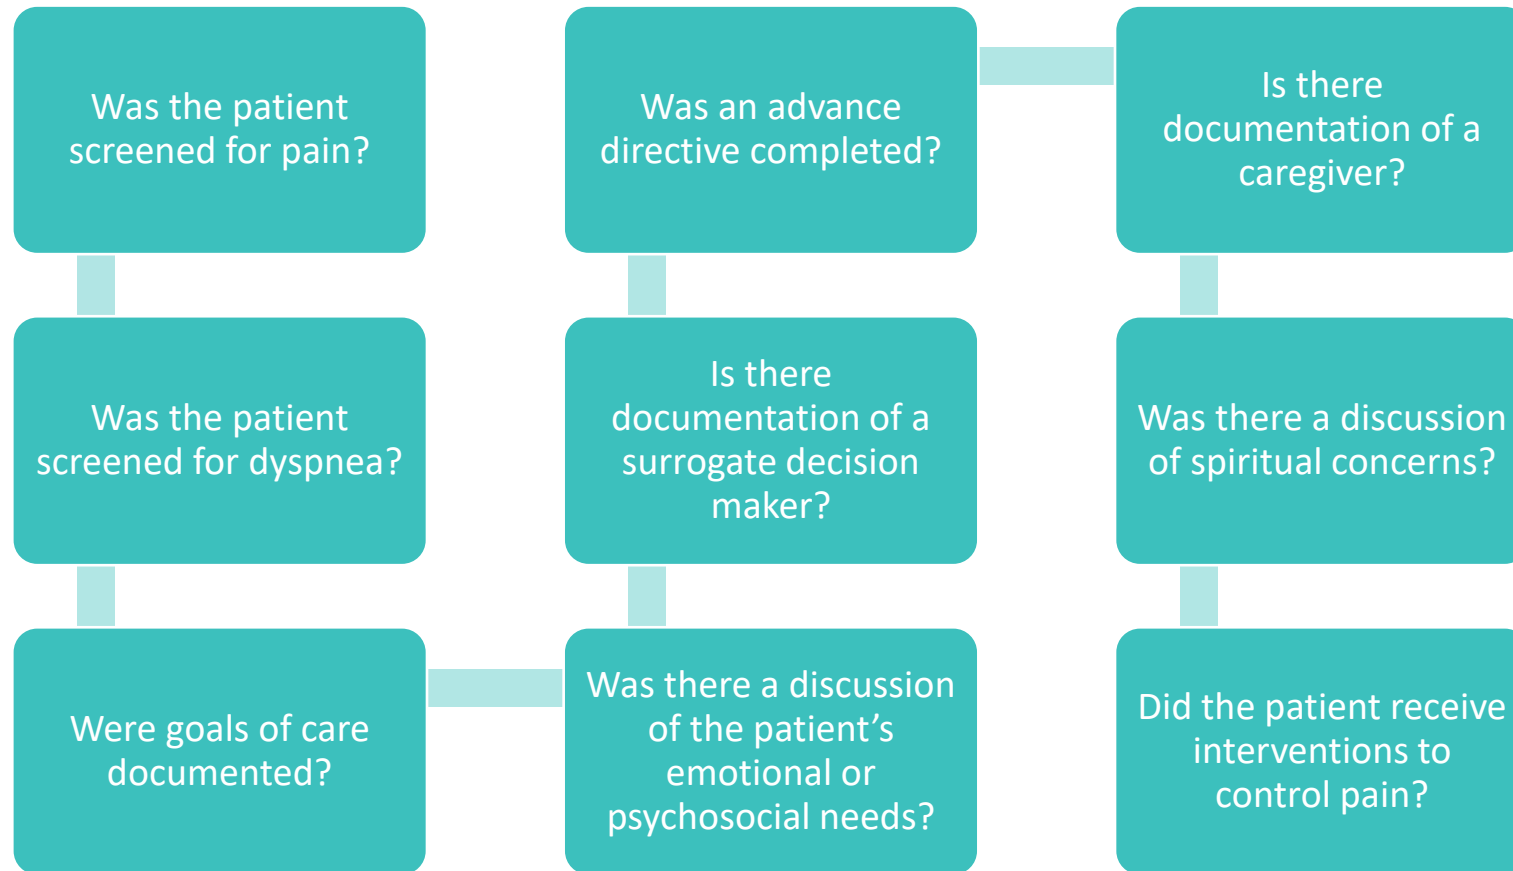 Was the patient
screened for pain?
Was the patient
screened for dyspnea?
Were goals of care
documented?
Was there a discussion
of the patient’s
emotional or
psychosocial needs?
Is there
documentation of a
surrogate decision
maker?
Was an advance
directive completed?
Is there
documentation of a
caregiver?
Was there a discussion
of spiritual concerns?
Did the patient receive
interventions to
control pain?